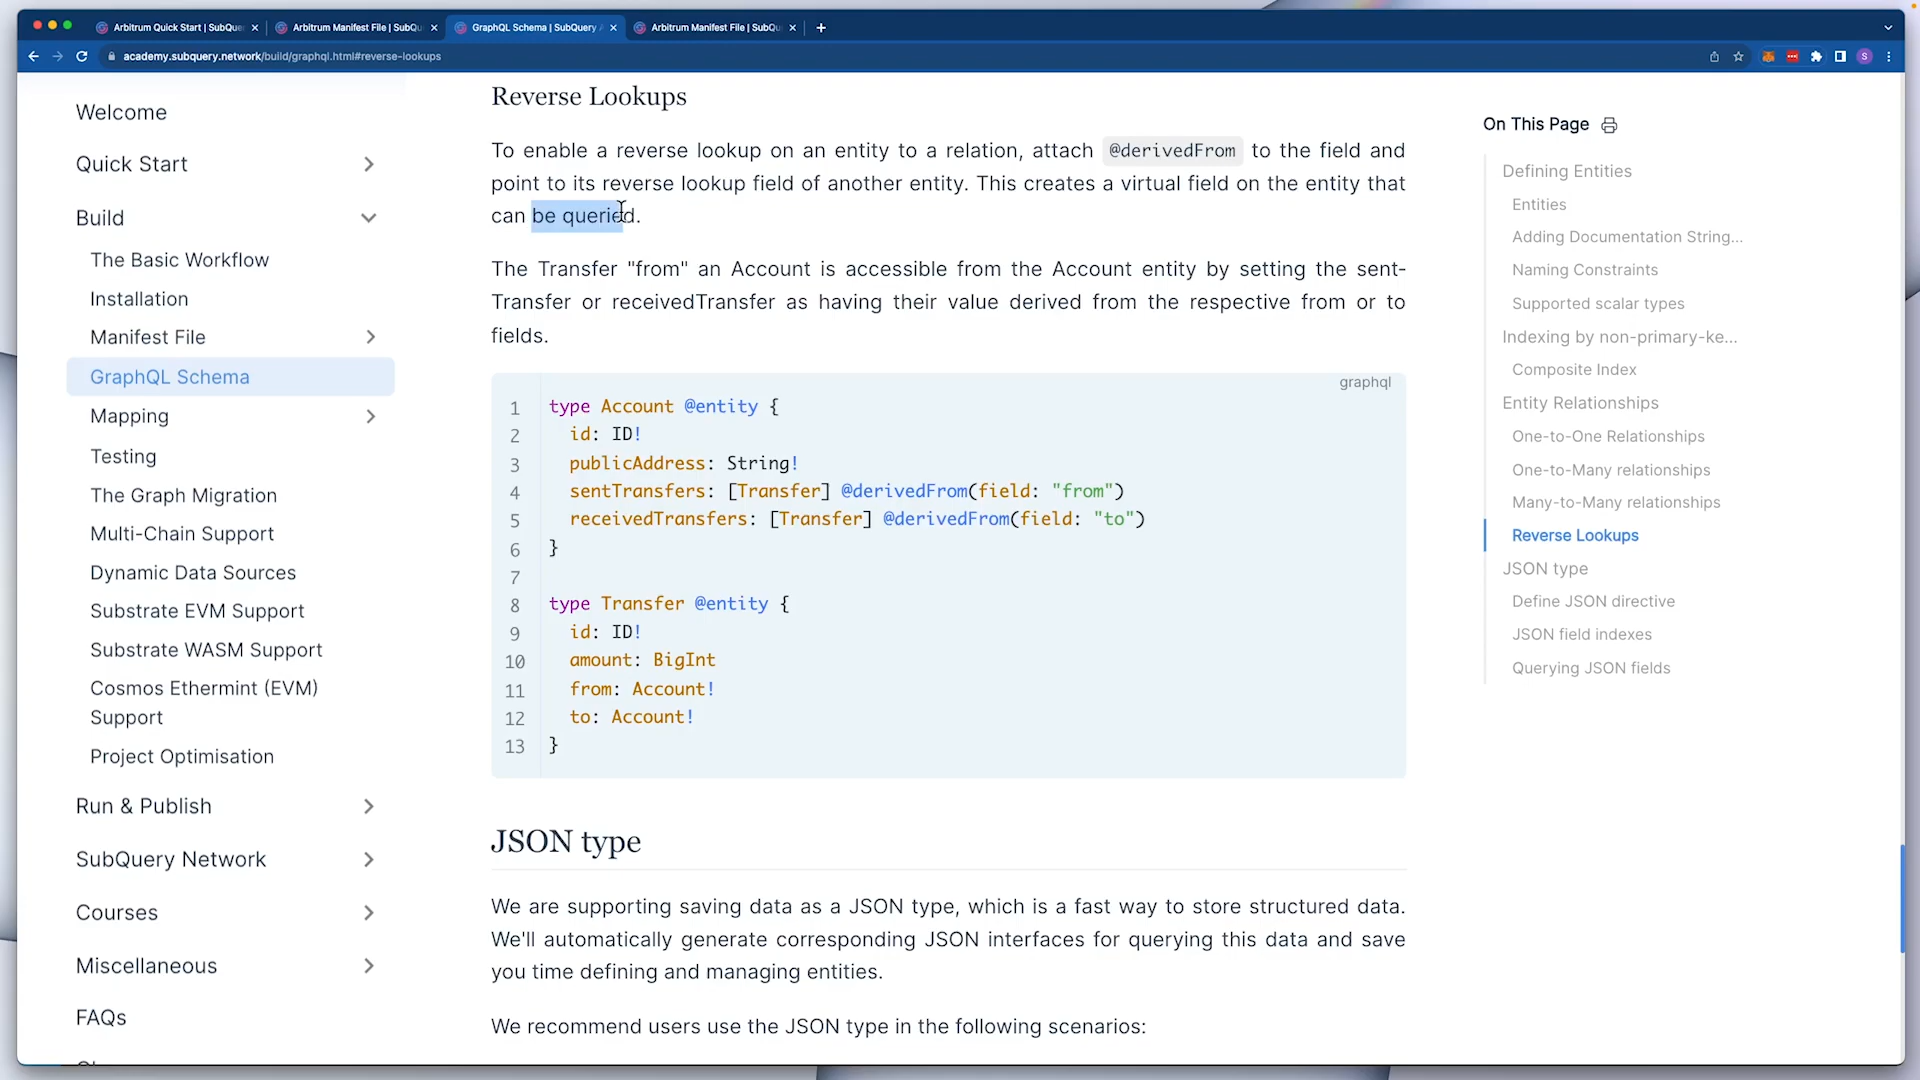 Arbitrum Quick Start | SubQue
Arbitrum Manifest File | SubQu
GraphQL Schema | SubQuery A
Arbitrum Manifest File | SubQu
academy.subquery.network/build/graphql.html#reverse-lookups
S
Welcome
Quick Start
Build
The Basic Workflow
Installation
Manifest File
GraphQL Schema
Mapping
Testing
The Graph Migration
Multi-Chain Support
Dynamic Data Sources
Substrate EVM Support
Substrate WASM Support
Cosmos Ethermint (EVM)
Support
Project Optimisation
Run & Publish
SubQuery Network
Courses
Miscellaneous
FAQs
Reverse Lookups
To enable a reverse lookup on an entity to a relation, attach @derivedFrom to the field and
point to its reverse lookup field of another entity. This creates a virtual field on the entity that
can be queried.
The Transfer "from" an Account is accessible from the Account entity by setting the sent-
Transfer or receivedTransfer as having their value derived from the respective from or to
fields.
graphql
1 type Account @entity {
2 id: ID!
3 publicAddress: String!
4 sentTransfers: [Transfer] @derivedFrom(field: "from")
5 receivedTransfers: [Transfer] @derivedFrom(field: "to")
6 }
7
8 type Transfer @entity {
9 id: ID!
10 amount: BigInt
11 from: Account!
12 to: Account!
13 }
JSON type
We are supporting saving data as a JSON type, which is a fast way to store structured data.
We'll automatically generate corresponding JSON interfaces for querying this data and save
you time defining and managing entities.
We recommend users use the JSON type in the following scenarios:
On This Page
Defining Entities
Entities
Adding Documentation String...
Naming Constraints
Supported scalar types
Indexing by non-primary-ke...
Composite Index
Entity Relationships
One-to-One Relationships
One-to-Many relationships
Many-to-Many relationships
Reverse Lookups
JSON type
Define JSON directive
JSON field indexes
Querying JSON fields